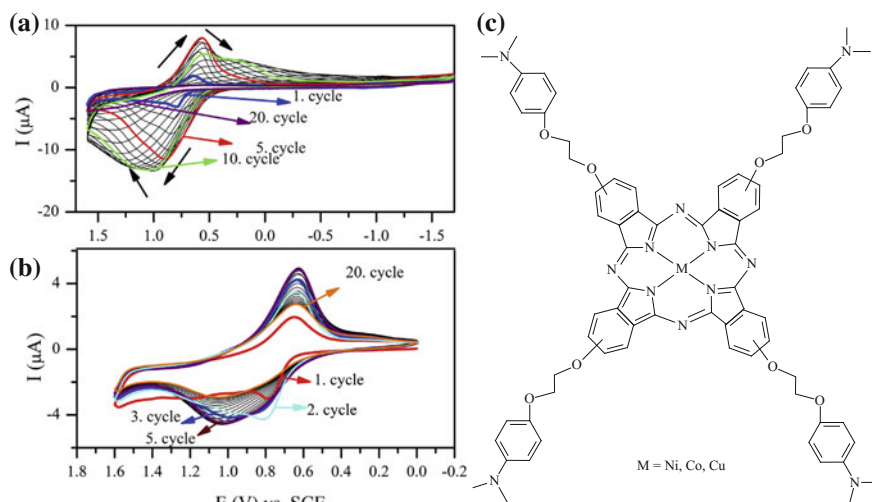 (a)
10
0
-10
-20
I (μA)
1. cycle
20. cycle
5. cycle
10. cycle
1.5 1.0 0.5 0.0 -0.5 -1.0 -1.5
(b)
4
0
-4
I (μA)
20. cycle
1. cycle
2. cycle
3. cycle
5. cycle
1.8 1.6 1.4 1.2 1.0 0.8 0.6 0.4 0.2 0.0 -0.2
E (V) vs. SCE
(c)
N N
O O
O O
N
N N
N M N
N N
N
O O
O O
N N
M = Ni, Co, Cu